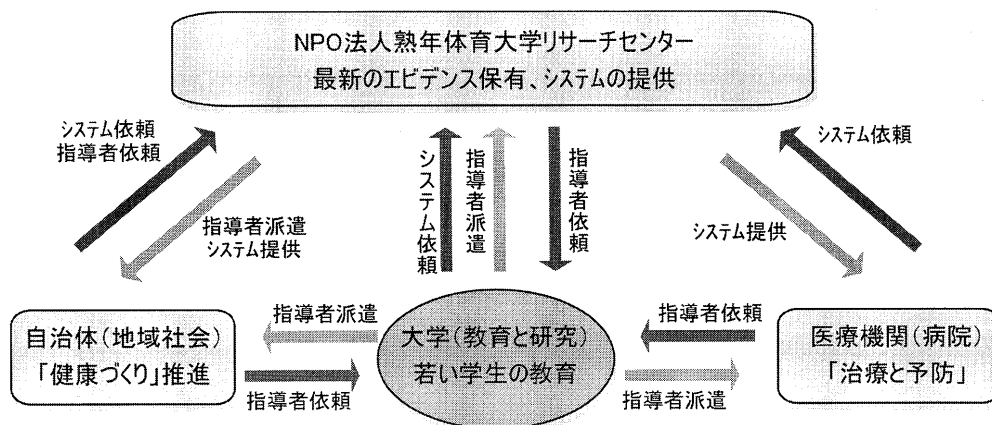 NPO法人熟年体育大学リサーチセンター
最新のエビデンス保有、システムの提供
システム依頼
指導者依頼
指導者派遣
システム提供
システム依頼
指導者派遣
指導者依頼
システム依頼
システム提供
自治体（地域社会）
「健康づくり」推進
指導者派遣
指導者依頼
大学（教育と研究）
若い学生の教育
指導者依頼
指導者派遣
医療機関（病院）
「治療と予防」